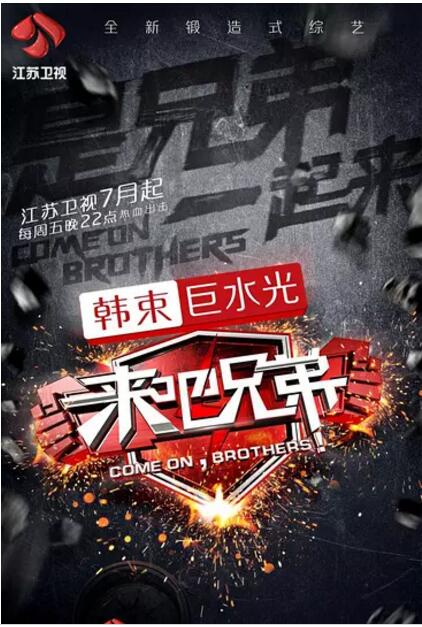 全新锻造式综艺
江苏卫视
是兄弟
一起来
江苏卫视7月起
每周五晚22点热血出击
COME ON
BROTHERS
韩束 巨水光
来吧兄弟
COME ON, BROTHERS!